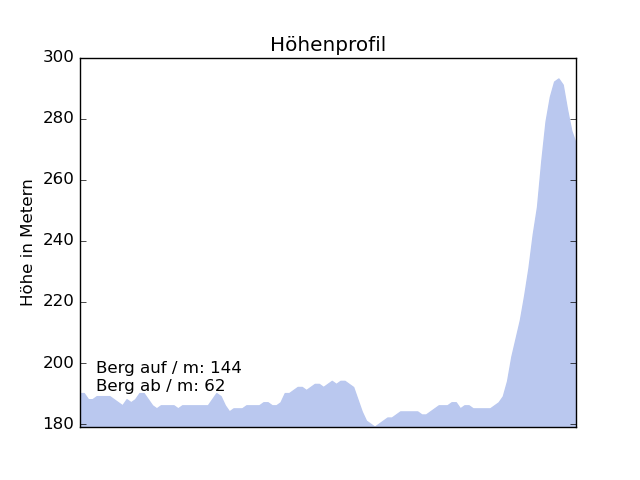 Höhenprofil
Höhe in Metern
300
280
260
240
220
200
180
Berg auf / m: 144
Berg ab / m: 62